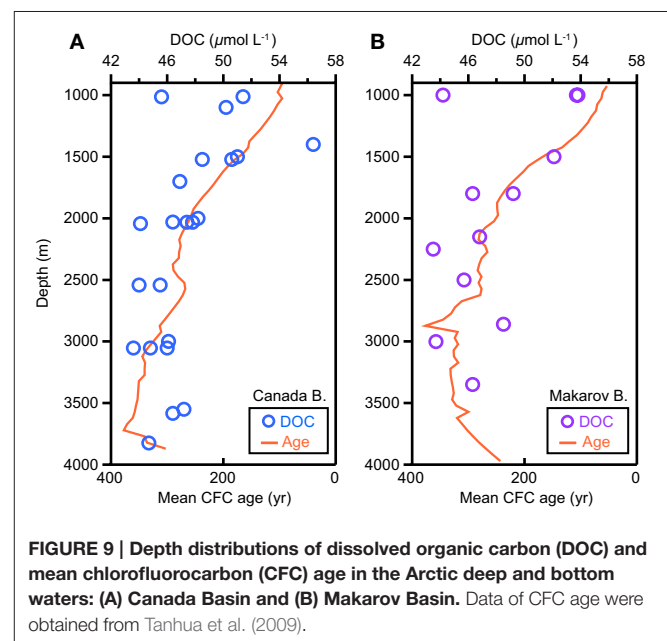 A
DOC (µmol L-1)
42 46 50 54 58
B
DOC (µmol L-1)
42 46 50 54 58
Depth (m)
1000
1500
2000
2500
3000
3500
4000
Canada B.
DOC
Age
400 200 0
Mean CFC age (yr)
1000
1500
2000
2500
3000
3500
4000
Makarov B.
DOC
Age
400 200 0
Mean CFC age (yr)
FIGURE 9 | Depth distributions of dissolved organic carbon (DOC) and
mean chlorofluorocarbon (CFC) age in the Arctic deep and bottom
waters: (A) Canada Basin and (B) Makarov Basin. Data of CFC age were
obtained from Tanhua et al. (2009).